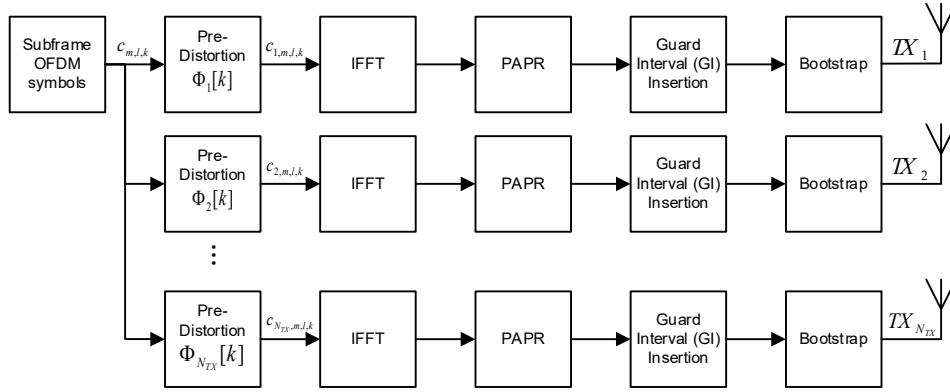 Subframe
OFDM
symbols
c_{m,l,k}
Pre-
Distortion
Φ_1[k]
c_{1,m,l,k}
IFFT
PAPR
Guard
Interval (GI)
Insertion
Bootstrap
TX_1
Pre-
Distortion
Φ_2[k]
c_{2,m,l,k}
IFFT
PAPR
Guard
Interval (GI)
Insertion
Bootstrap
TX_2
...
Pre-
Distortion
Φ_{N_{TX}}[k]
c_{N_{TX},m,l,k}
IFFT
PAPR
Guard
Interval (GI)
Insertion
Bootstrap
TX_{N_{TX}}